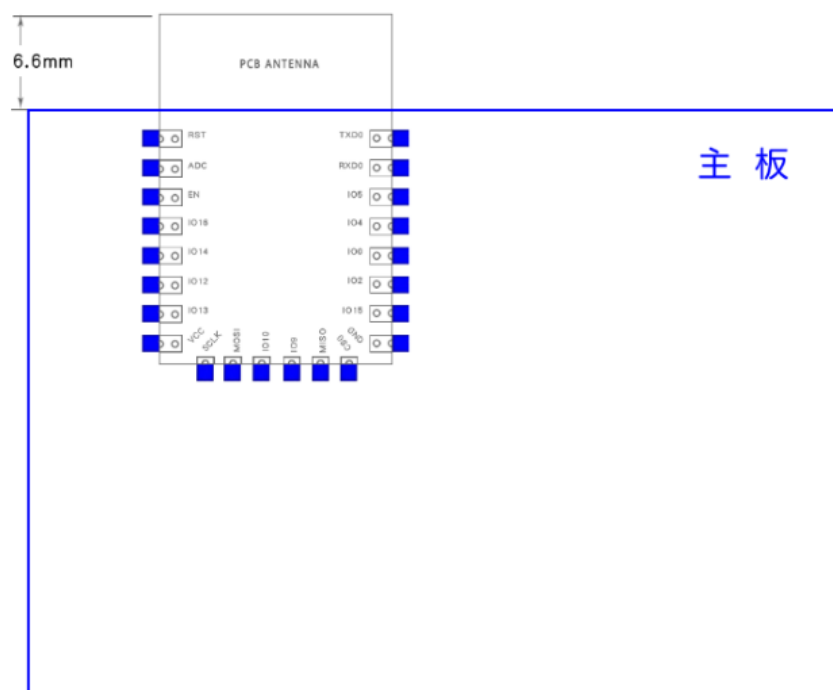 6.6mm
PCB ANTENNA
主板
RST
TXD0
ADC
RXD0
EN
IO5
IO16
IO4
IO14
IO0
IO12
IO2
IO13
IO15
VCC
SCLK
MOSI
IO10
IO9
MISO
CS0
GND